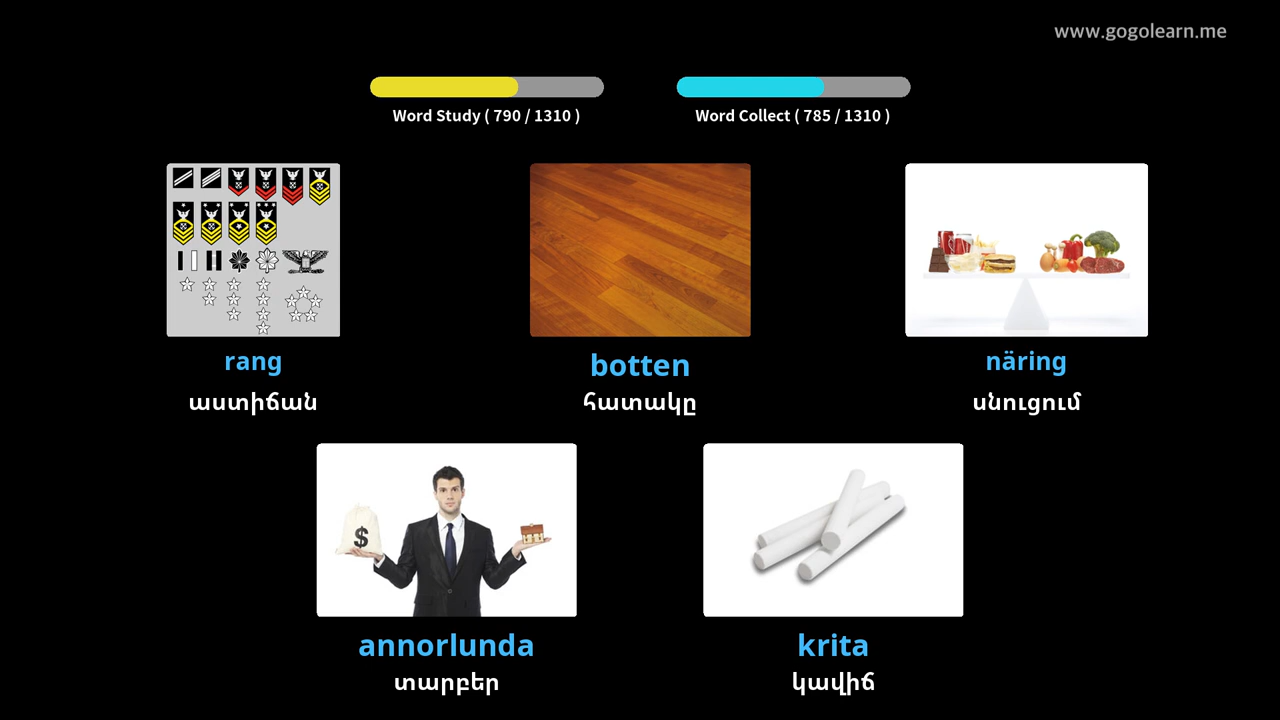 www.gogolearn.me
Word Study ( 790 / 1310 )
Word Collect ( 785 / 1310 )
rang
botten
näring
աստիճան
հատակը
սնուցում
$
annorlunda
krita
տարբեր
կավիճ